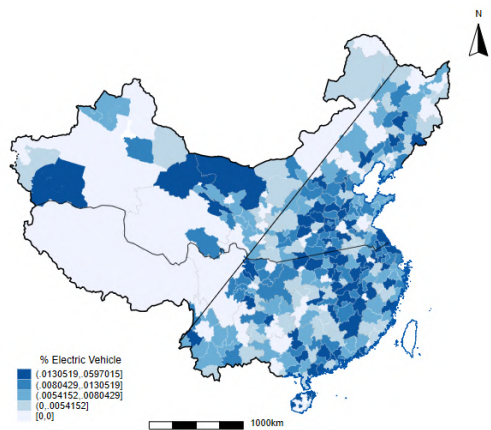 N
% Electric Vehicle
(.0130519,.0597015]
(.0080429,.0130519]
(.0054152,.0080429]
(0,.0054152]
[0,0]
1000km